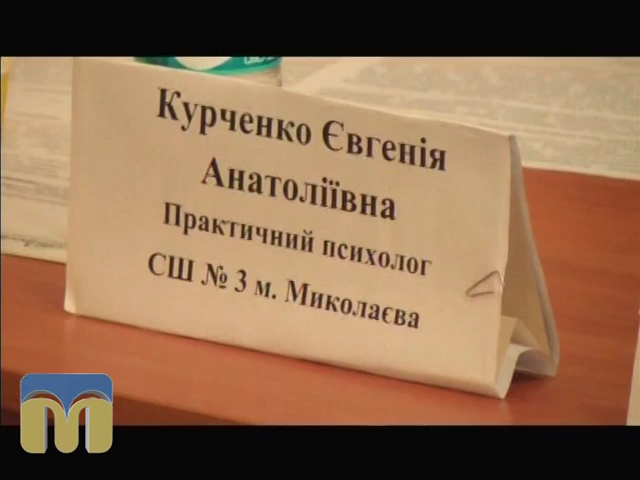 Курченко Євгенія
Анатоліївна
Практичний психолог
СШ № 3 м. Миколаєва
М